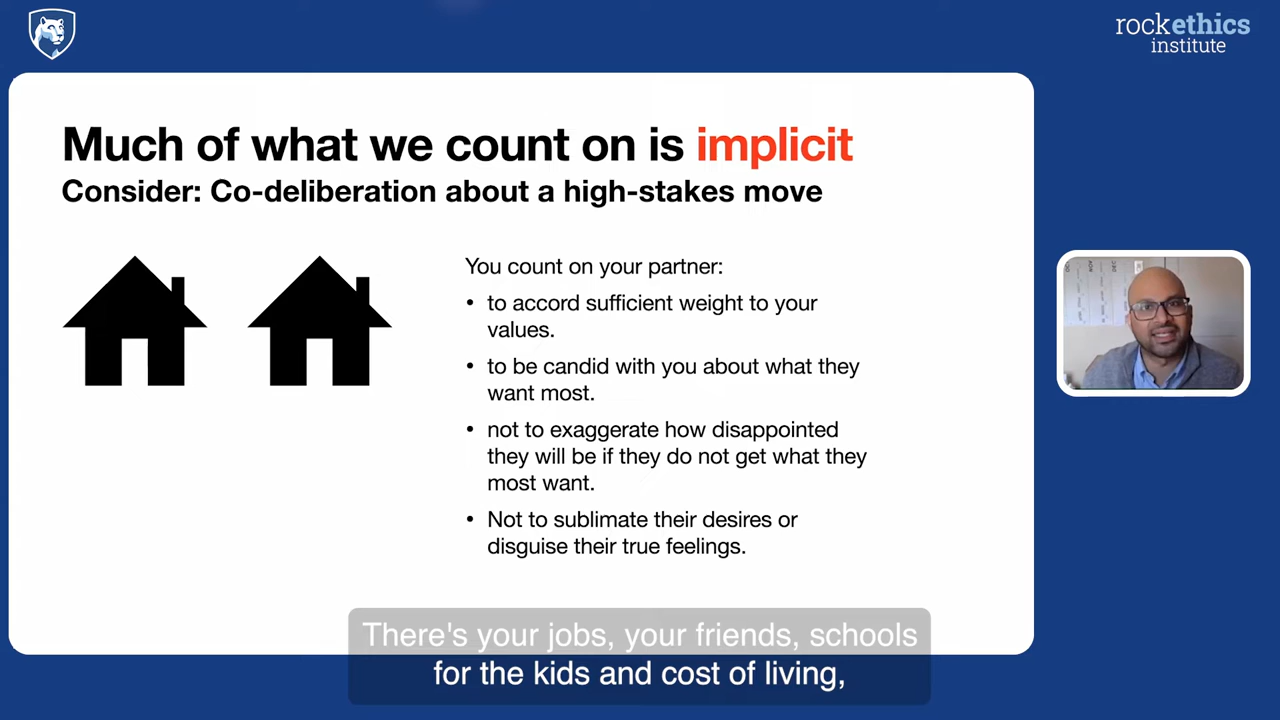 rockethics
institute
Much of what we count on is implicit
Consider: Co-deliberation about a high-stakes move
You count on your partner:
• to accord sufficient weight to your
values.
• to be candid with you about what they
want most.
• not to exaggerate how disappointed
they will be if they do not get what they
most want.
• Not to sublimate their desires or
disguise their true feelings.
NOV
DEC
There's your jobs, your friends, schools
for the kids and cost of living,